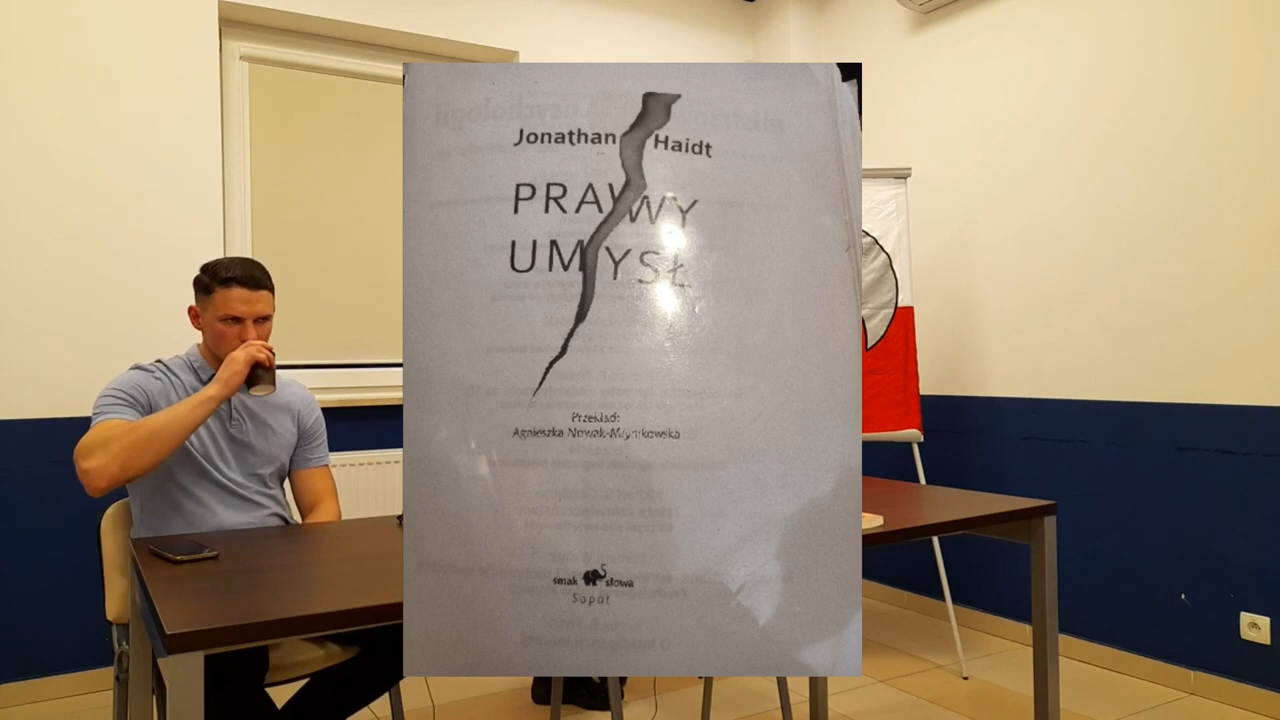 Jonathan Haidt
PRAWY
UMYSŁ
Przekład:
Agnieszka Nowak-Młynikowska
smak słowa
Sopot